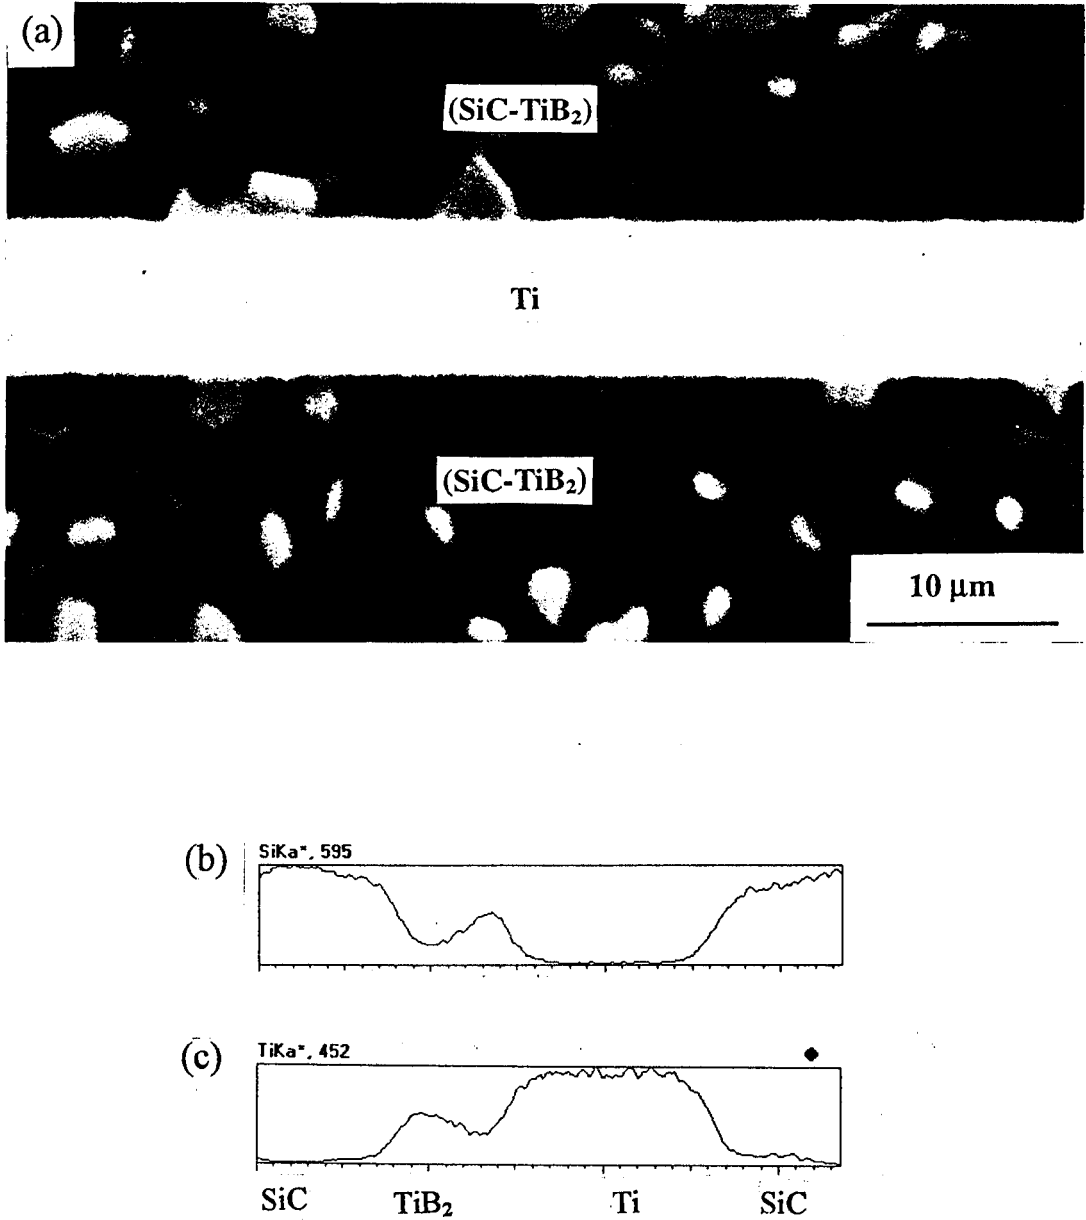 (a)
(SiC-TiB₂)
Ti
(SiC-TiB₂)
10 µm
(b)
SiKa*, 595
(c)
TiKa*, 452
SiC TiB₂ Ti SiC